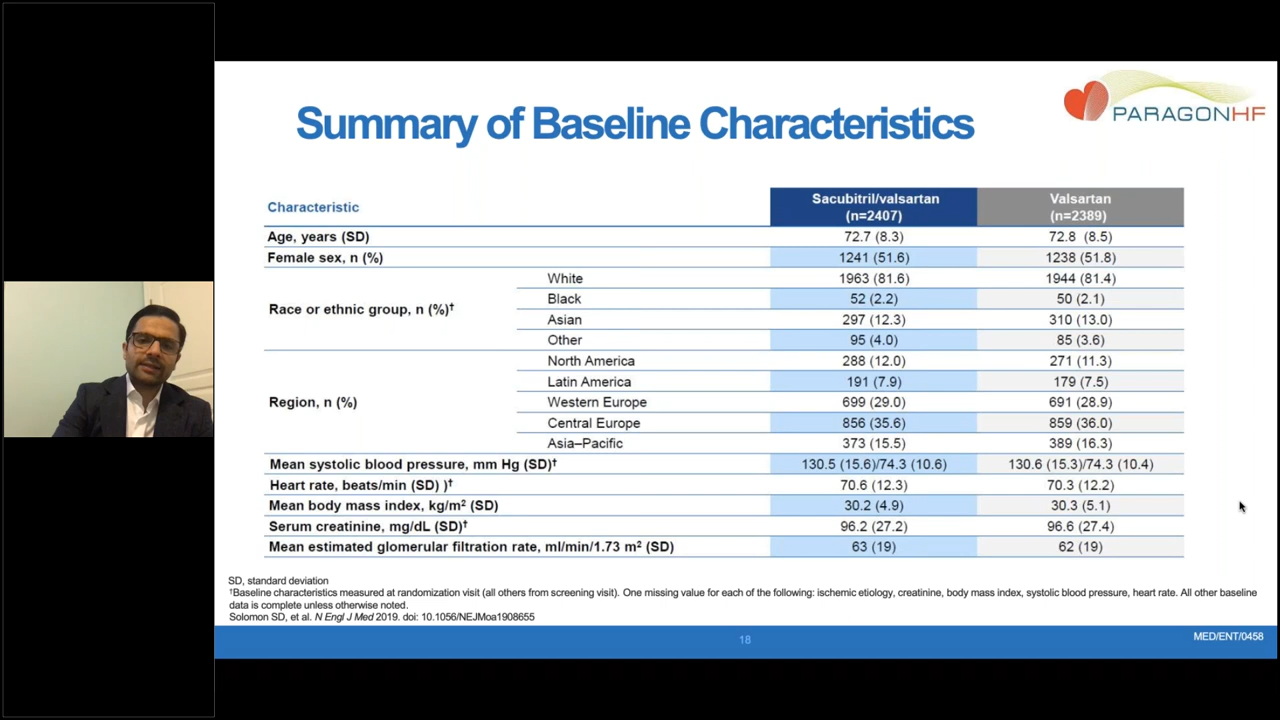 PARAGONHF
Summary of Baseline Characteristics
Characteristic Sacubitril/valsartan (n=2407) Valsartan (n=2389)
Age, years (SD) 72.7 (8.3) 72.8 (8.5)
Female sex, n (%) 1241 (51.6) 1238 (51.8)
Race or ethnic group, n (%)†
White 1963 (81.6) 1944 (81.4)
Black 52 (2.2) 50 (2.1)
Asian 297 (12.3) 310 (13.0)
Other 95 (4.0) 85 (3.6)
Region, n (%)
North America 288 (12.0) 271 (11.3)
Latin America 191 (7.9) 179 (7.5)
Western Europe 699 (29.0) 691 (28.9)
Central Europe 856 (35.6) 859 (36.0)
Asia–Pacific 373 (15.5) 389 (16.3)
Mean systolic blood pressure, mm Hg (SD)† 130.5 (15.6)/74.3 (10.6) 130.6 (15.3)/74.3 (10.4)
Heart rate, beats/min (SD) )† 70.6 (12.3) 70.3 (12.2)
Mean body mass index, kg/m² (SD) 30.2 (4.9) 30.3 (5.1)
Serum creatinine, mg/dL (SD)† 96.2 (27.2) 96.6 (27.4)
Mean estimated glomerular filtration rate, ml/min/1.73 m² (SD) 63 (19) 62 (19)
SD, standard deviation
†Baseline characteristics measured at randomization visit (all others from screening visit). One missing value for each of the following: ischemic etiology, creatinine, body mass index, systolic blood pressure, heart rate. All other baseline
data is complete unless otherwise noted.
Solomon SD, et al. N Engl J Med 2019. doi: 10.1056/NEJMoa1908655
18
MED/ENT/0458